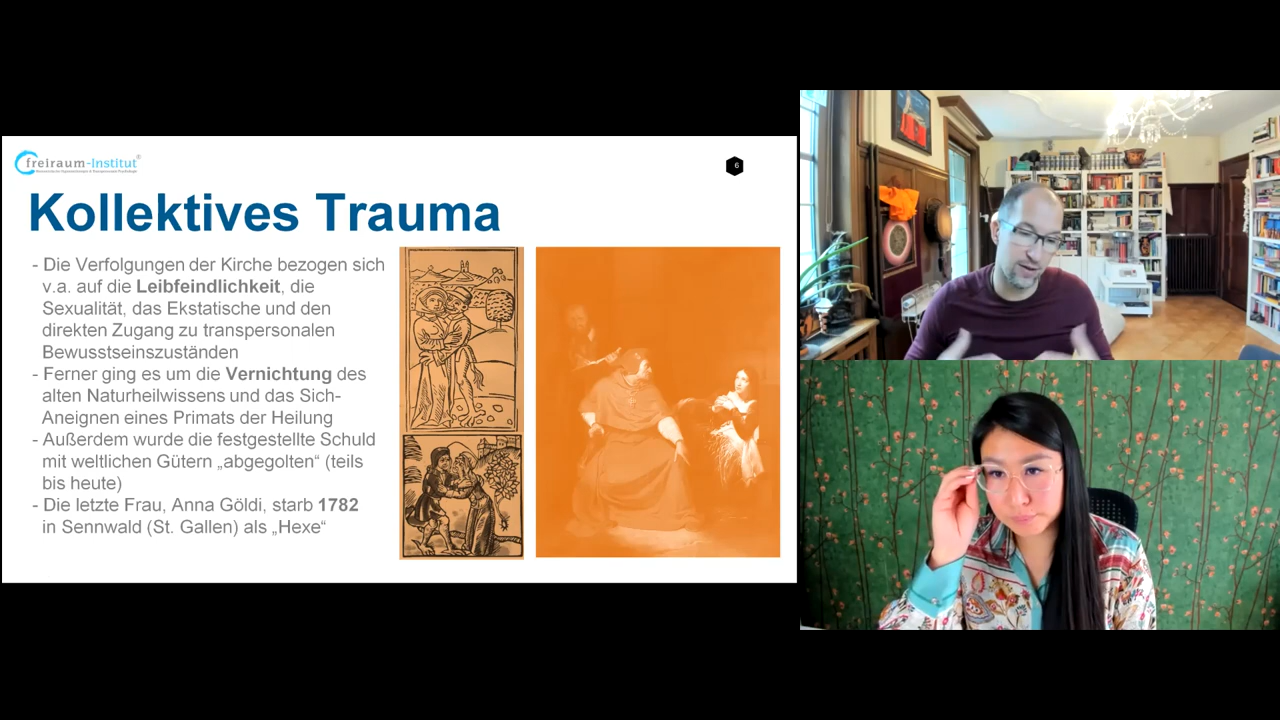 freiraum-Institut®
6
Kollektives Trauma
- Die Verfolgungen der Kirche bezogen sich
v.a. auf die Leibfeindlichkeit, die
Sexualität, das Ekstatische und den
direkten Zugang zu transpersonalen
Bewusstseinszuständen
- Ferner ging es um die Vernichtung des
alten Naturheilwissens und das Sich-
Aneignen eines Primats der Heilung
- Außerdem wurde die festgestellte Schuld
mit weltlichen Gütern „abgegolten“ (teils
bis heute)
- Die letzte Frau, Anna Göldi, starb 1782
in Sennwald (St. Gallen) als „Hexe“